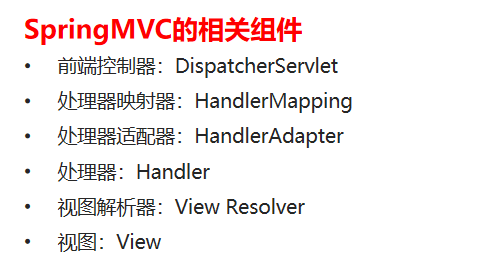 SpringMVC的相关组件
• 前端控制器：DispatcherServlet
• 处理器映射器：HandlerMapping
• 处理器适配器：HandlerAdapter
• 处理器：Handler
• 视图解析器：View Resolver
• 视图：View